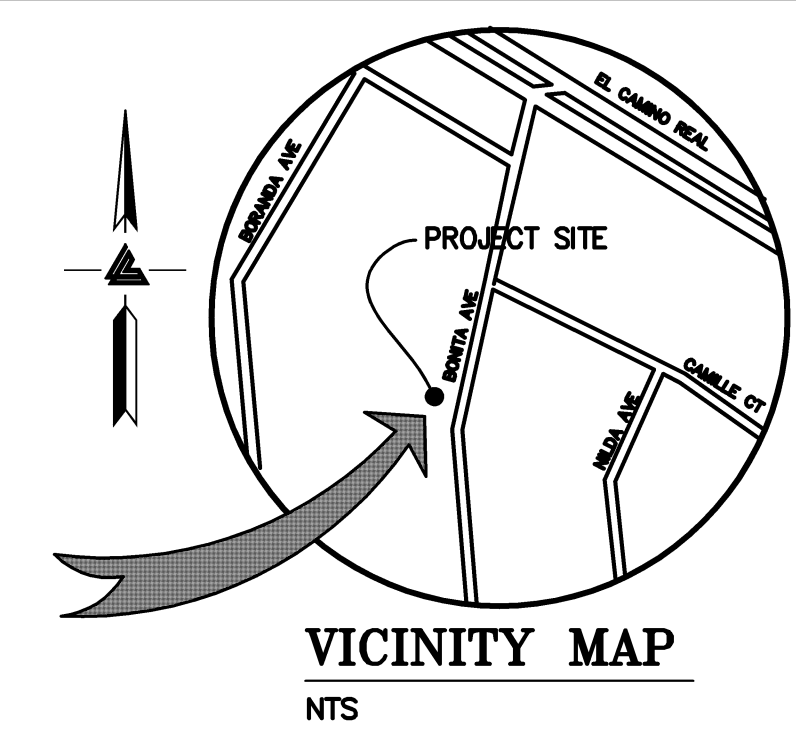 EL CAMINO REAL
BORANDA AVE
PROJECT SITE
BONITA AVE
CAMILLE CT
NILDA AVE
VICINITY MAP
NTS